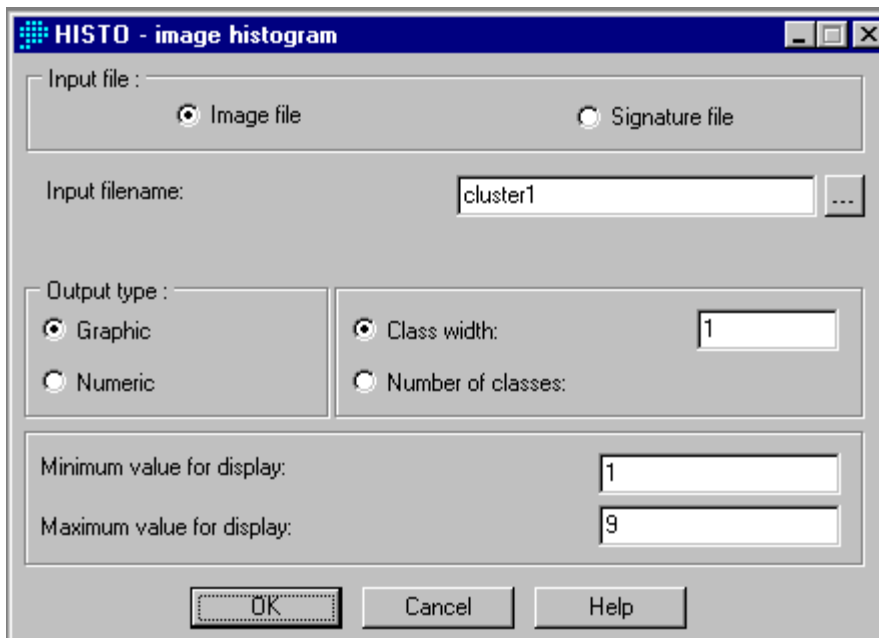 HISTO - image histogram
Input file :
Image file
Signature file
Input filename:
cluster1
...
Output type :
Graphic
Numeric
Class width:
1
Number of classes:
Minimum value for display:
1
Maximum value for display:
9
OK
Cancel
Help